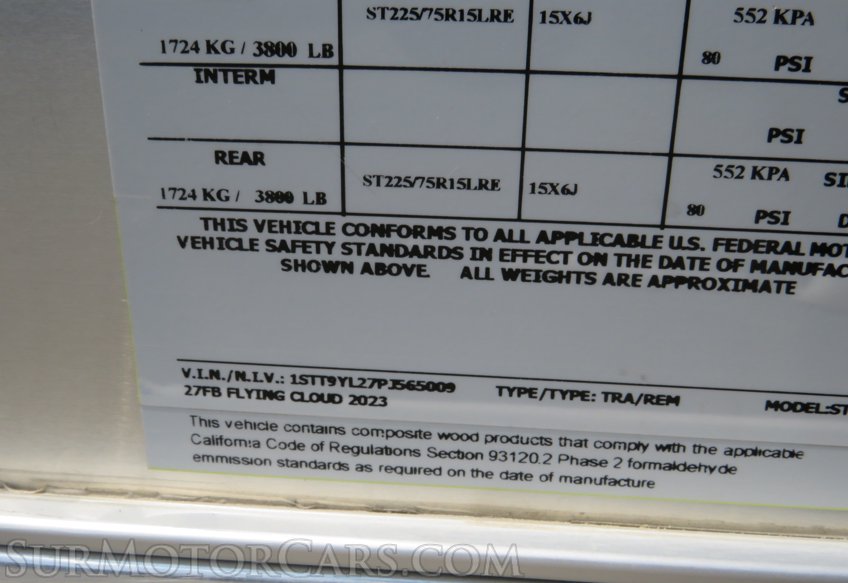 ST225/75R15LRE 15X6J 552 KPA
1724 KG / 3800 LB 80 PSI
INTERM
PSI
REAR
ST225/75R15LRE 15X6J 552 KPA
1724 KG / 3800 LB 80 PSI
THIS VEHICLE CONFORMS TO ALL APPLICABLE U.S. FEDERAL MOT
VEHICLE SAFETY STANDARDS IN EFFECT ON THE DATE OF MANUFAC
SHOWN ABOVE. ALL WEIGHTS ARE APPROXIMATE
V.I.N./N.I.V.: 1STT9YL27PJ565009 TYPE/TYPE: TRA/REM MODEL:ST
27FB FLYING CLOUD 2023
This vehicle contains composite wood products that comply with the applicable
California Code of Regulations Section 93120.2 Phase 2 formaldehyde
emmission standards as required on the date of manufacture
SURMOTORCARS.COM